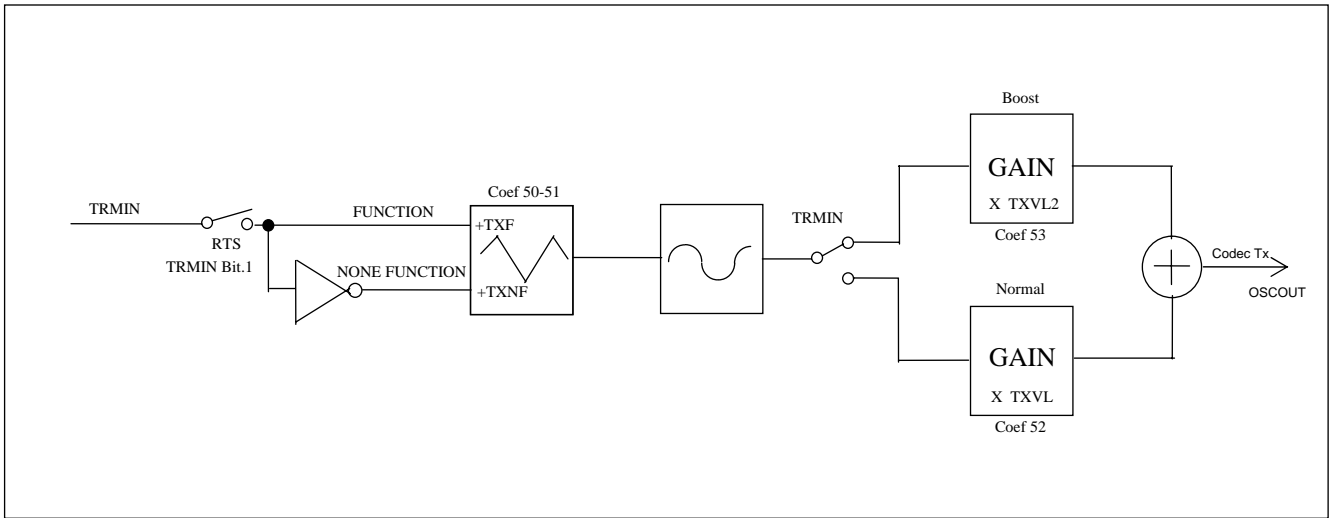 TRMIN
RTS
TRMIN Bit.1
FUNCTION
NONE FUNCTION
Coef 50-51
+TXF
+TXNF
TRMIN
Boost
GAIN
X TXVL2
Coef 53
Normal
GAIN
X TXVL
Coef 52
Codec Tx
OSCOUT